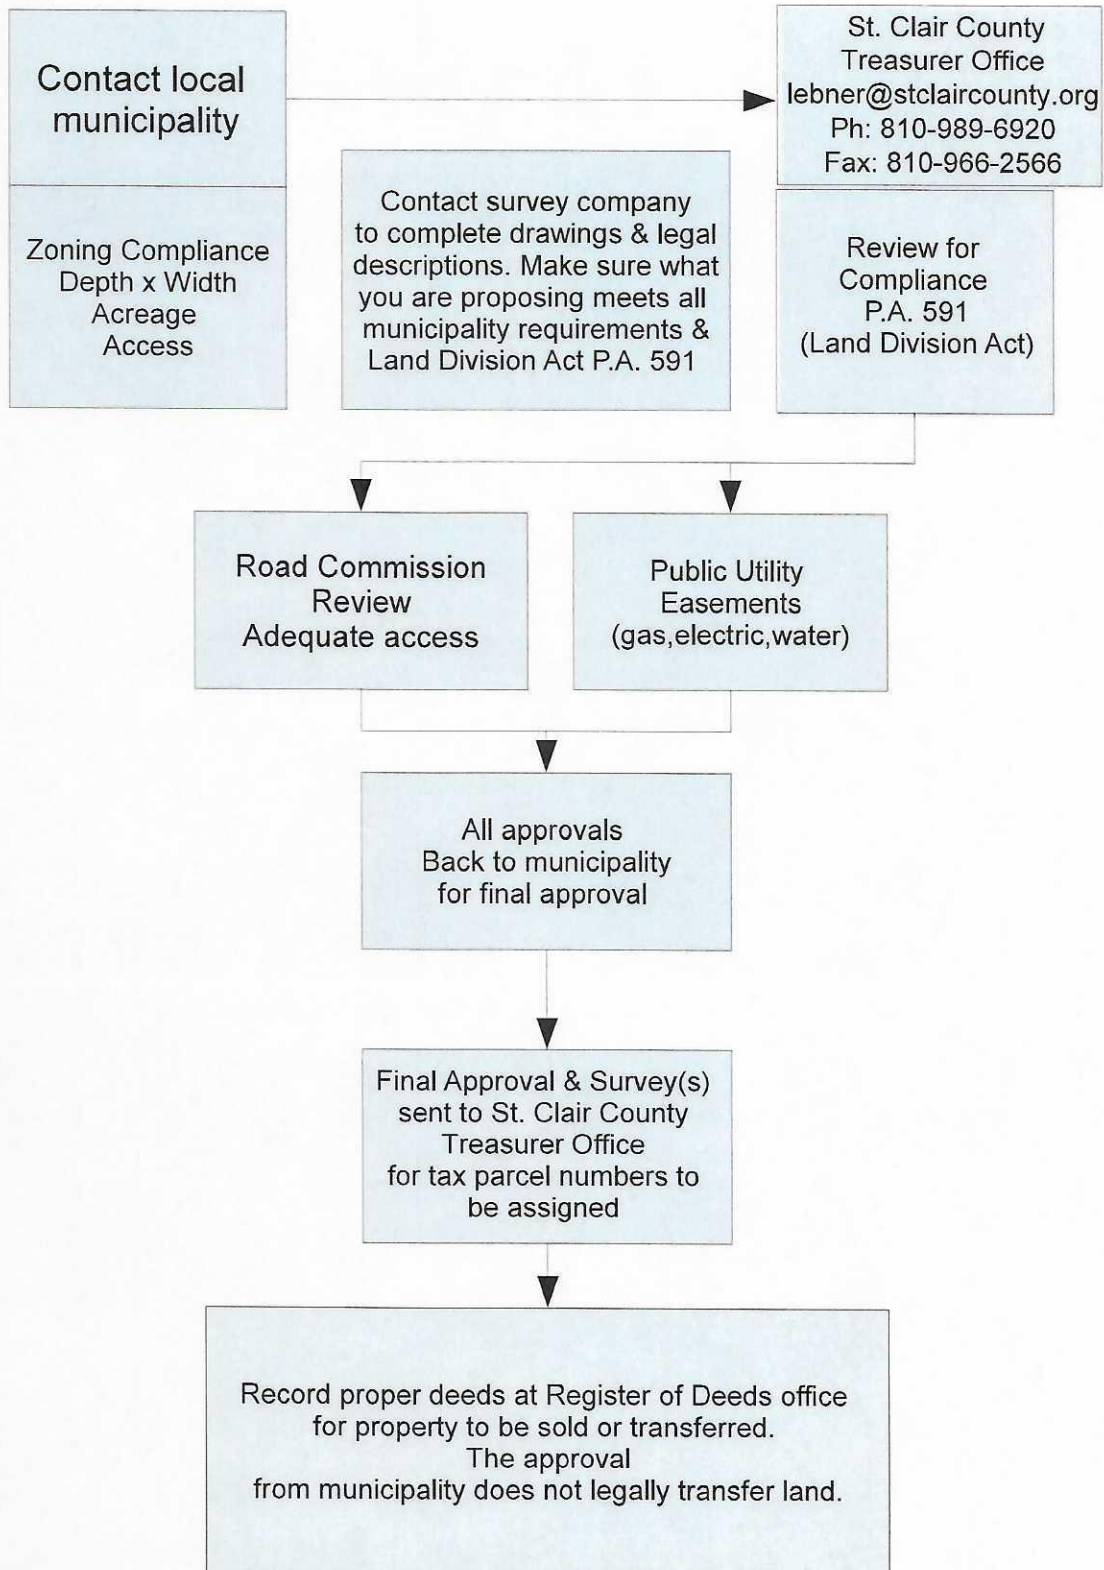 Contact local
municipality
Zoning Compliance
Depth x Width
Acreage
Access
Contact survey company
to complete drawings & legal
descriptions. Make sure what
you are proposing meets all
municipality requirements &
Land Division Act P.A. 591
St. Clair County
Treasurer Office
lebner@stclaircounty.org
Ph: 810-989-6920
Fax: 810-966-2566
Review for
Compliance
P.A. 591
(Land Division Act)
Road Commission
Review
Adequate access
Public Utility
Easements
(gas,electric,water)
All approvals
Back to municipality
for final approval
Final Approval & Survey(s)
sent to St. Clair County
Treasurer Office
for tax parcel numbers to
be assigned
Record proper deeds at Register of Deeds office
for property to be sold or transferred.
The approval
from municipality does not legally transfer land.